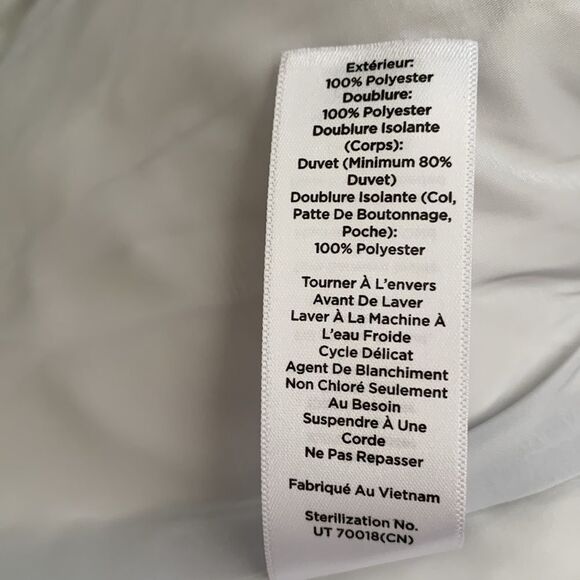 Extérieur:
100% Polyester
Doublure:
100% Polyester
Doublure Isolante
(Corps):
Duvet (Minimum 80%
Duvet)
Doublure Isolante (Col,
Patte De Boutonnage,
Poche):
100% Polyester
Tourner À L'envers
Avant De Laver
Laver À La Machine À
L'eau Froide
Cycle Délicat
Agent De Blanchiment
Non Chloré Seulement
Au Besoin
Suspendre À Une
Corde
Ne Pas Repasser
Fabriqué Au Vietnam
Sterilization No.
UT 70018(CN)